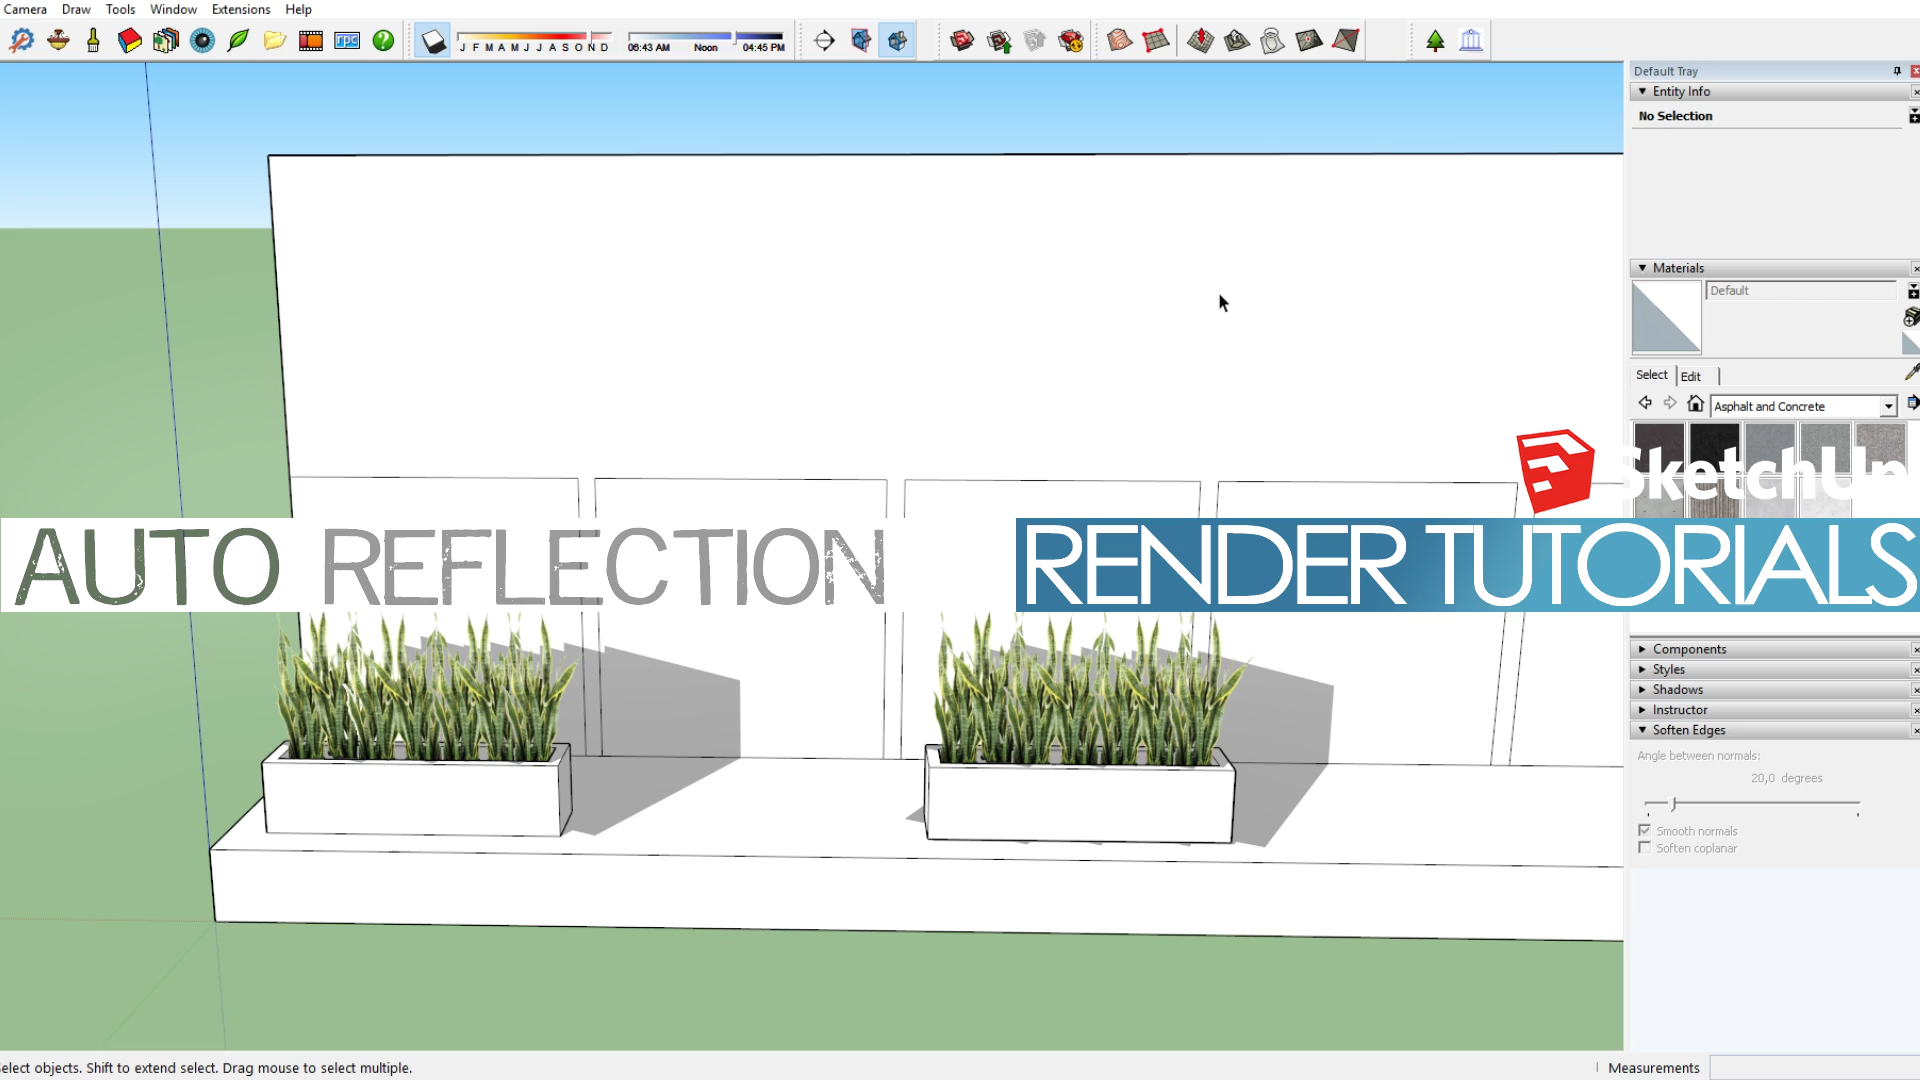 Camera Draw Tools Window Extensions Help
J F M A M J J A S O N D
06:43 AM Noon 04:45 PM
rpc
Default Tray
Entity Info
No Selection
Materials
Default
Select Edit
Asphalt and Concrete
SketchUp
AUTO REFLECTION
RENDER TUTORIALS
Components
Styles
Shadows
Instructor
Soften Edges
Angle between normals:
20,0 degrees
Smooth normals
Soften coplanar
Select objects. Shift to extend select. Drag mouse to select multiple.
Measurements